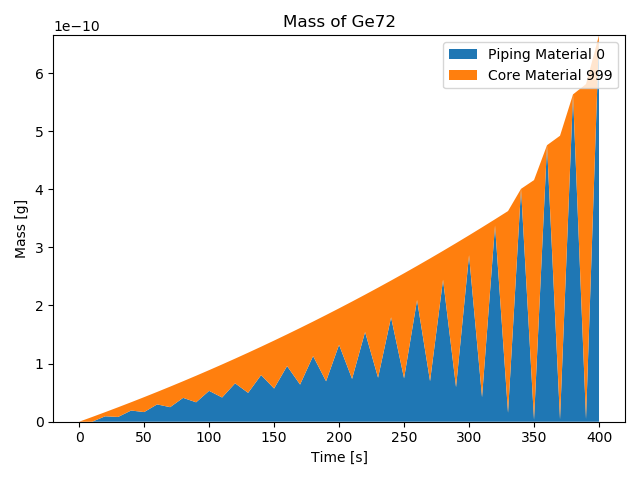 Mass of Ge72
1e−10
Piping Material 0
Core Material 999
6
5
4
3
2
1
0
Mass [g]
0 50 100 150 200 250 300 350 400
Time [s]